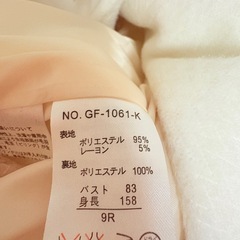 NO. GF-1061-K
表地
ポリエステル 95%
レーヨン 5%
裏地
ポリエステル 100%
バスト 83
身長 158
9R